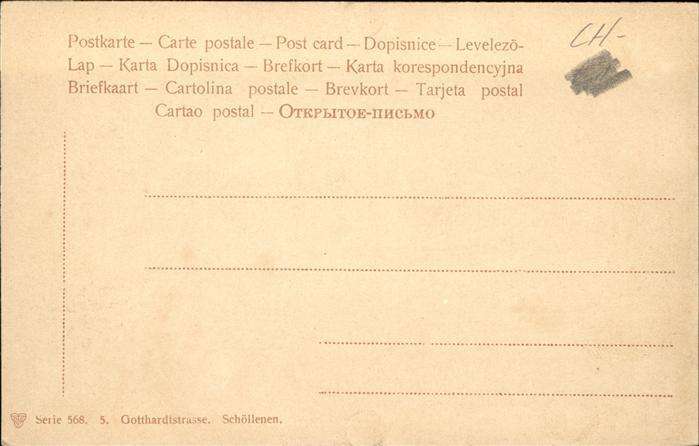 CH-
Postkarte — Carte postale — Post card — Dopisnice — Levelező-
Lap — Karta Dopisnica — Brefkort — Karta korespondencyjna
Briefkaart — Cartolina postale — Brevkort — Tarjeta postal
Cartao postal — Открытое-письмо
Serie 568. 5. Gotthardtstrasse. Schöllenen.